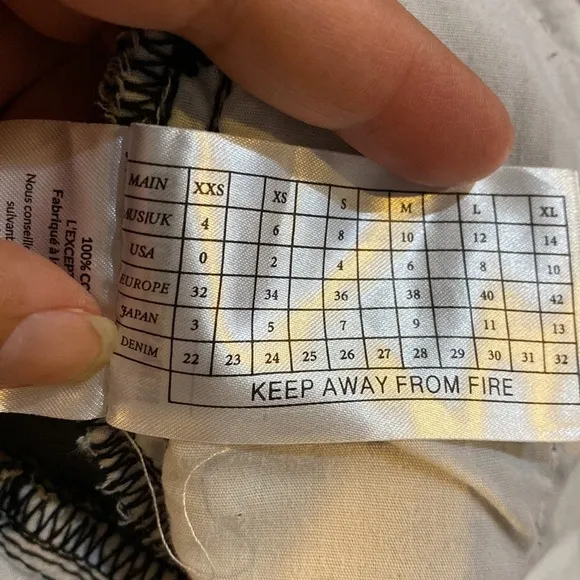 MAIN XXS XS S M L XL
AUS|UK 4 6 8 10 12 14
USA 0 2 4 6 8 10
EUROPE 32 34 36 38 40 42
JAPAN 3 5 7 9 11 13
DENIM 22 23 24 25 26 27 28 29 30 31 32
KEEP AWAY FROM FIRE
100% CO
L'EXCEPT
Fabriqué à
Nous conseille
suivant